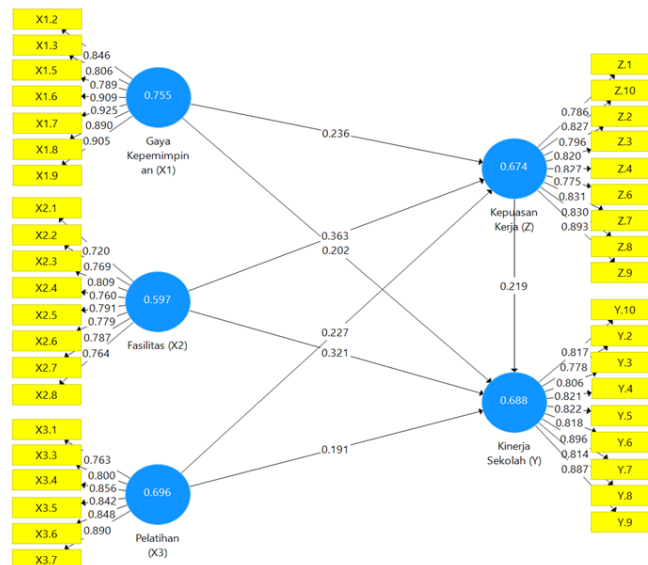 X1.2
X1.3
X1.5
X1.6
X1.7
X1.8
X1.9
0.846
0.806
0.789
0.909
0.925
0.890
0.905
0.755
Gaya
Kepemimpin
an (X1)
X2.1
X2.2
X2.3
X2.4
X2.5
X2.6
X2.7
X2.8
0.720
0.769
0.809
0.760
0.791
0.779
0.787
0.764
0.597
Fasilitas (X2)
X3.1
X3.3
X3.4
X3.5
X3.6
X3.7
0.763
0.800
0.856
0.842
0.848
0.890
0.696
Pelatihan
(X3)
0.236
0.363
0.202
0.227
0.321
0.191
0.219
0.674
Kepuasan
Kerja (Z)
0.786
0.827
0.796
0.820
0.827
0.775
0.831
0.830
0.893
Z.1
Z.10
Z.2
Z.3
Z.4
Z.6
Z.7
Z.8
Z.9
0.688
Kinerja
Sekolah (Y)
0.817
0.778
0.806
0.821
0.822
0.818
0.896
0.814
0.887
Y.10
Y.2
Y.3
Y.4
Y.5
Y.6
Y.7
Y.8
Y.9